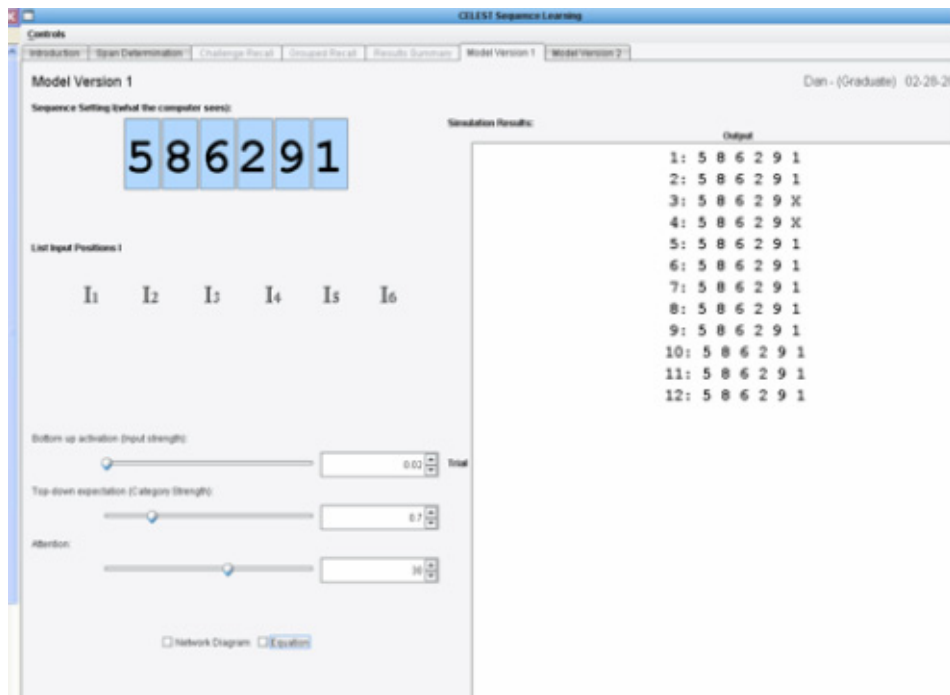 CELEST Sequence Learning
Controls
Introduction Span Determination Challenge Recall Grouped Recall Results Summary Model Version 1 Model Version 2
Model Version 1
Dan - (Graduate) 02-28-20
Sequence Setting (what the computer sees):
5 8 6 2 9 1
Simulation Results:
Output
1: 5 8 6 2 9 1
2: 5 8 6 2 9 1
3: 5 8 6 2 9 X
4: 5 8 6 2 9 X
5: 5 8 6 2 9 1
6: 5 8 6 2 9 1
7: 5 8 6 2 9 1
8: 5 8 6 2 9 1
9: 5 8 6 2 9 1
10: 5 8 6 2 9 1
11: 5 8 6 2 9 1
12: 5 8 6 2 9 1
List Input Positions I
I1 I2 I3 I4 I5 I6
Bottom up activation (Input strength):
0.02
Trial
Top-down expectation (Category Strength):
0.7
Attention:
Network Diagram Equation